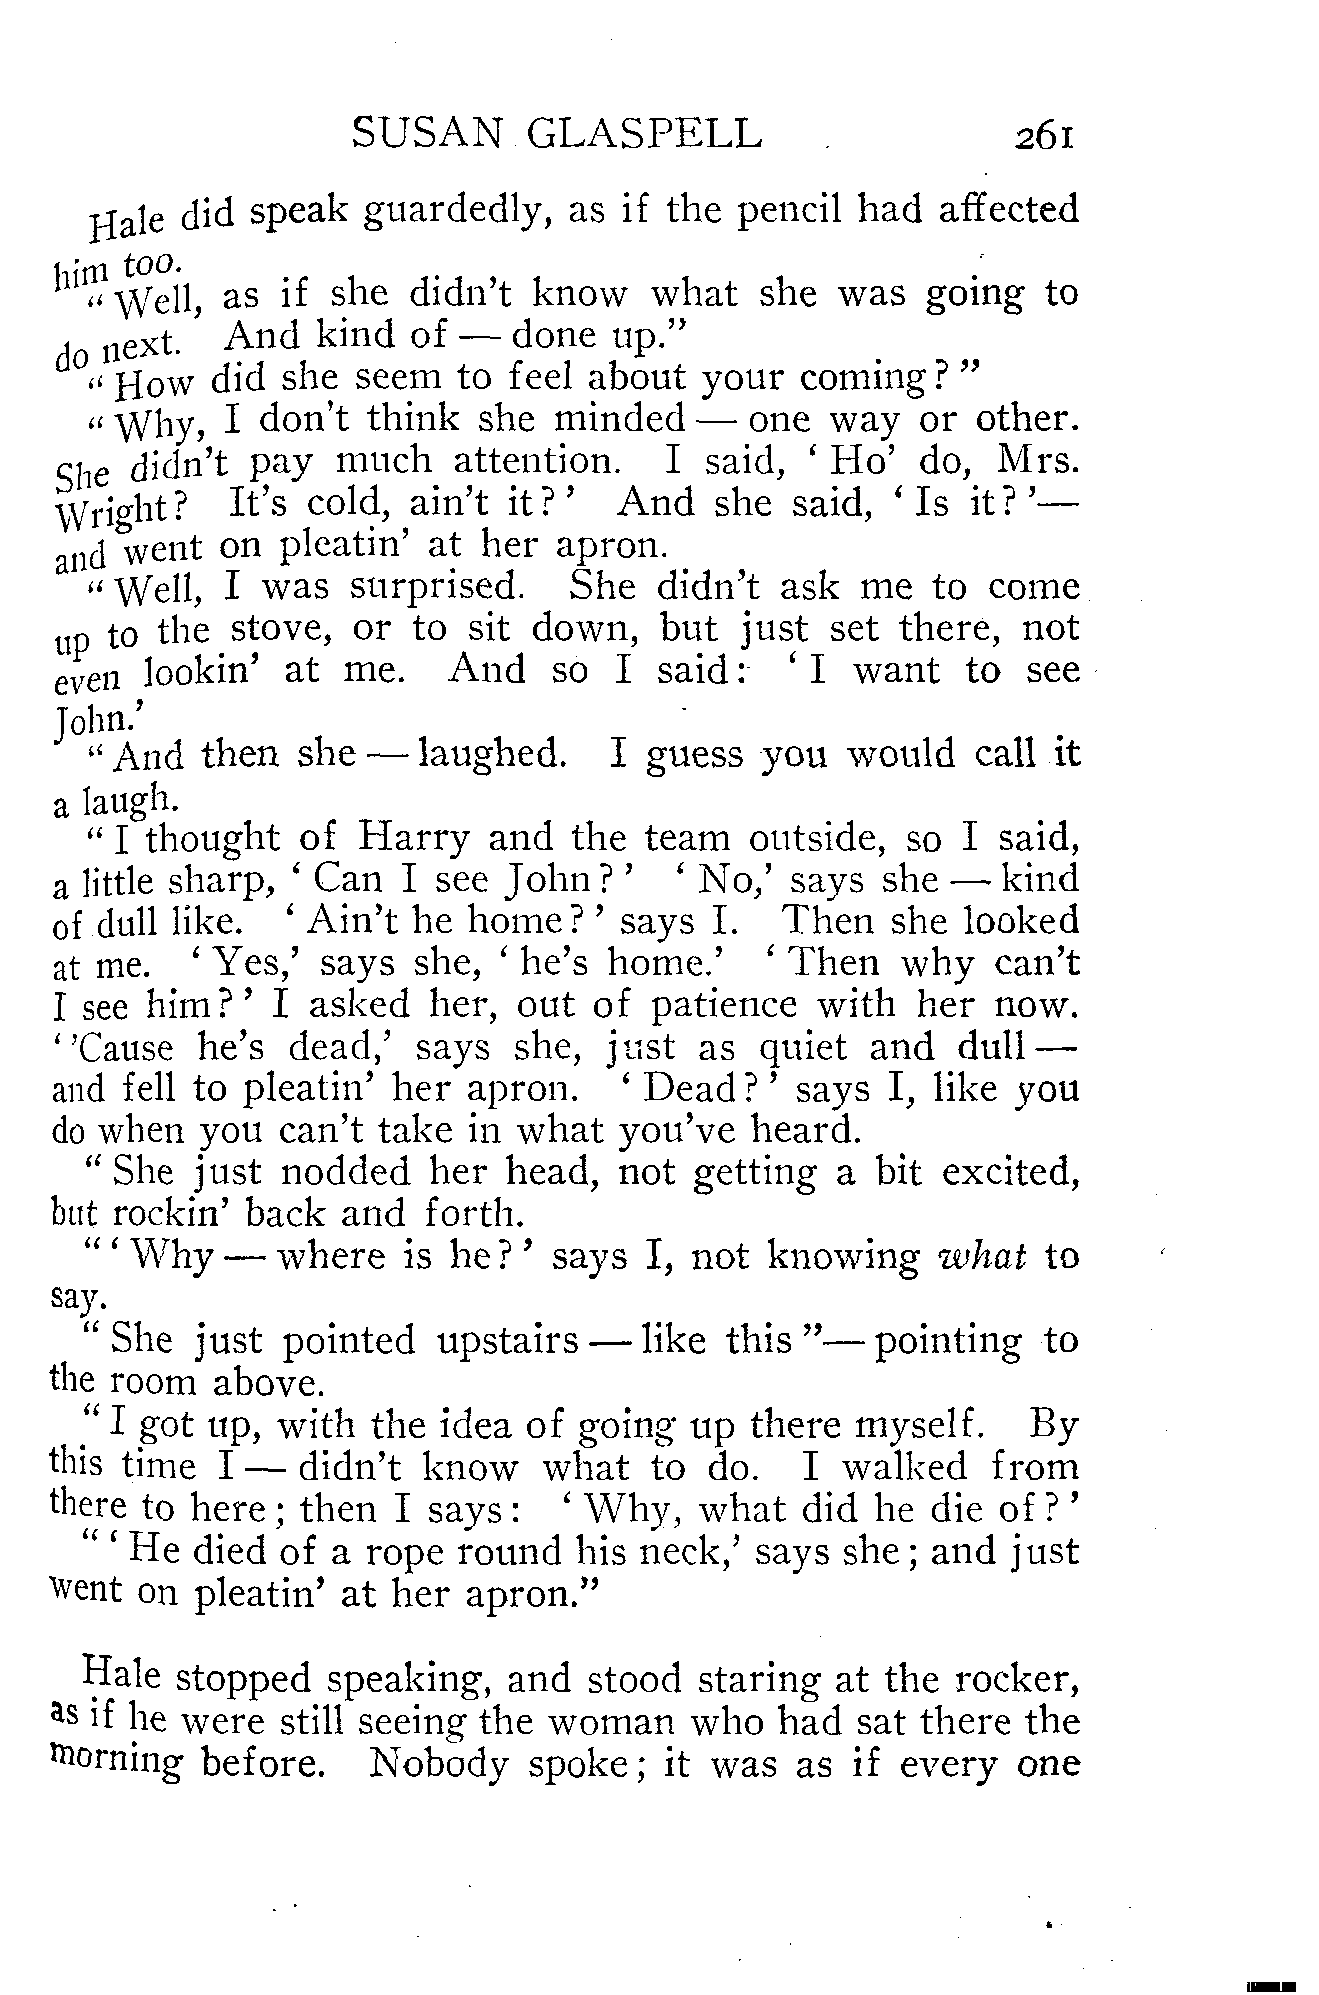 SUSAN GLASPELL 261
Hale did speak guardedly, as if the pencil had affected
him too.
“Well, as if she didn't know what she was going to
do next. And kind of — done up.”
“How did she seem to feel about your coming?”
“Why, I don't think she minded — one way or other.
She didn't pay much attention. I said, ‘Ho' do, Mrs.
Wright? It's cold, ain't it?’ And she said, ‘Is it?’—
and went on pleatin' at her apron.
“Well, I was surprised. She didn't ask me to come
up to the stove, or to sit down, but just set there, not
even lookin' at me. And so I said: ‘I want to see
John.’
“And then she — laughed. I guess you would call it
a laugh.
“I thought of Harry and the team outside, so I said,
a little sharp, ‘Can I see John?’ ‘No,’ says she — kind
of dull like. ‘Ain't he home?’ says I. Then she looked
at me. ‘Yes,’ says she, ‘he's home.’ ‘Then why can't
I see him?’ I asked her, out of patience with her now.
‘'Cause he's dead,’ says she, just as quiet and dull —
and fell to pleatin' her apron. ‘Dead?’ says I, like you
do when you can't take in what you've heard.
“She just nodded her head, not getting a bit excited,
but rockin' back and forth.
“‘Why — where is he?’ says I, not knowing what to
say.
“She just pointed upstairs — like this”— pointing to
the room above.
“I got up, with the idea of going up there myself. By
this time I — didn't know what to do. I walked from
there to here; then I says: ‘Why, what did he die of?’
“‘He died of a rope round his neck,’ says she; and just
went on pleatin' at her apron.”
Hale stopped speaking, and stood staring at the rocker,
as if he were still seeing the woman who had sat there the
morning before. Nobody spoke; it was as if every one